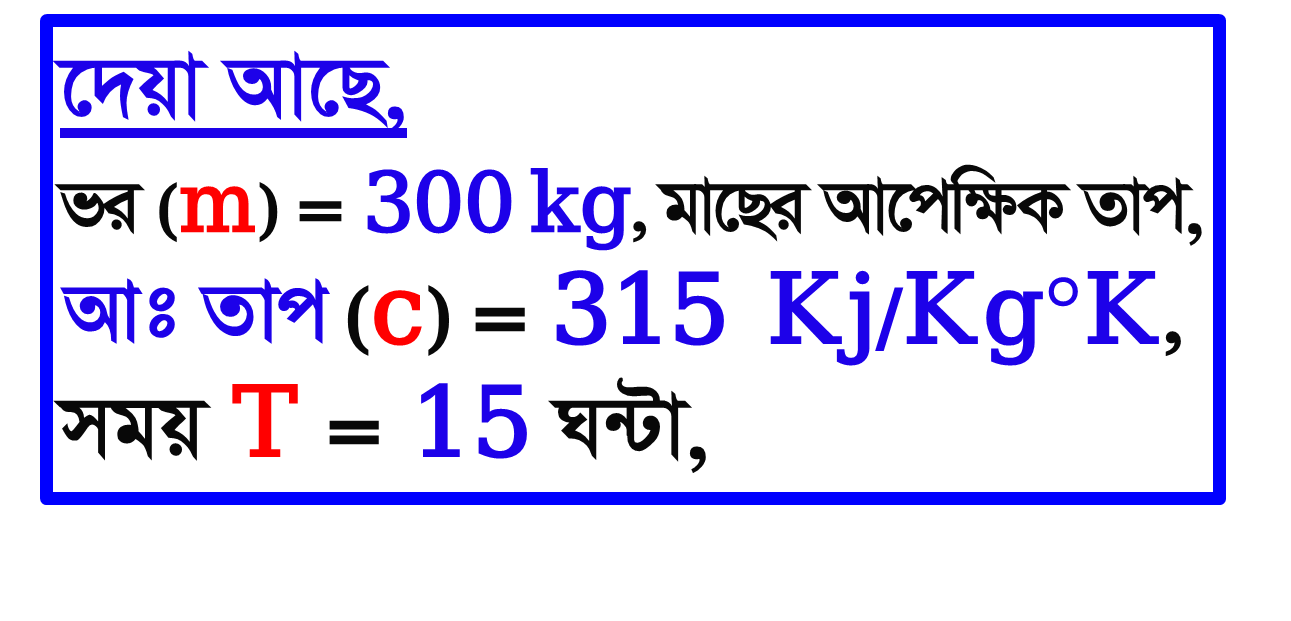 দেয়া আছে,
ভর (m) = 300 kg, মাছের আপেক্ষিক তাপ,
আঃ তাপ (c) = 315 Kj/Kg°K,
সময় T = 15 ঘন্টা,